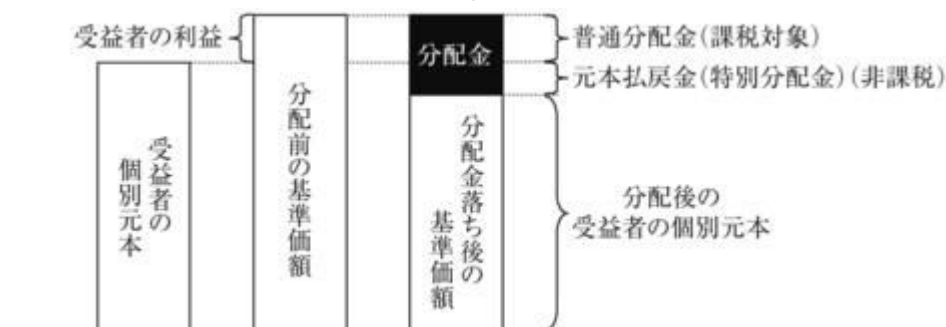 受益者の利益
分配金
普通分配金(課税対象)
元本払戻金(特別分配金)(非課税)
受益者の
個別元本
分配前の基準価額
分配金落ち後の
基準価額
分配後の
受益者の個別元本